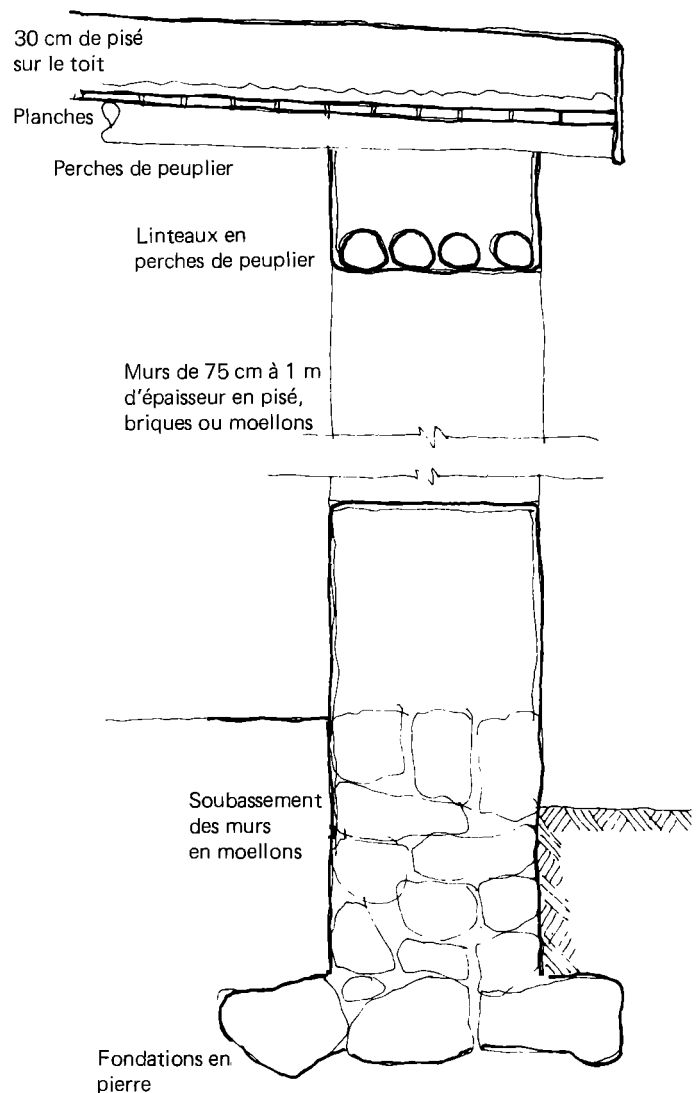 30 cm de pisé
sur le toit
Planches
Perches de peuplier
Linteaux en
perches de peuplier
Murs de 75 cm à 1 m
d'épaisseur en pisé,
briques ou moellons
Soubassement
des murs
en moellons
Fondations en
pierre